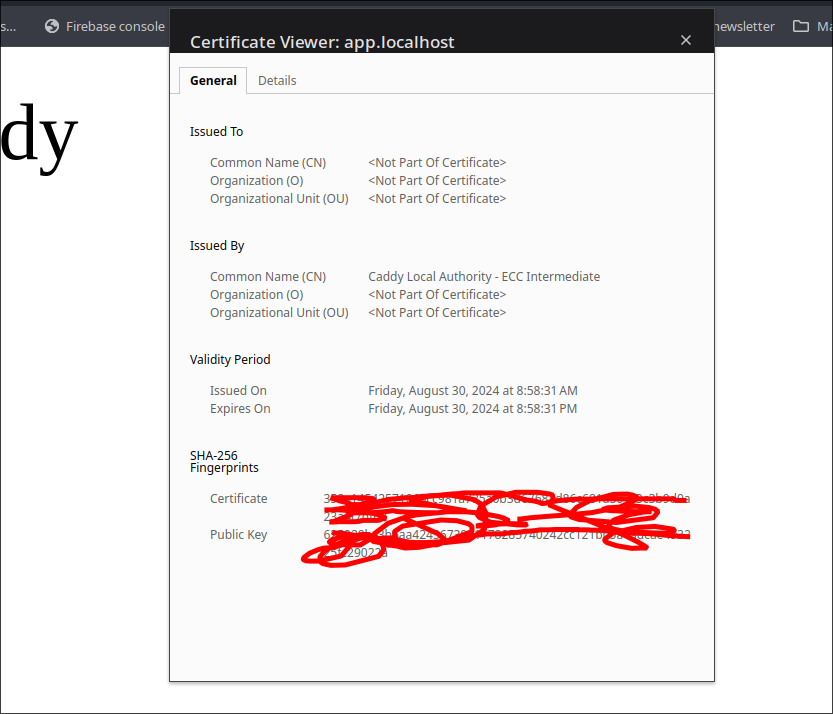 s...
Firebase console
newsletter
Ma
dy
Certificate Viewer: app.localhost
General
Details
Issued To
Common Name (CN) <Not Part Of Certificate>
Organization (O) <Not Part Of Certificate>
Organizational Unit (OU) <Not Part Of Certificate>
Issued By
Common Name (CN) Caddy Local Authority - ECC Intermediate
Organization (O) <Not Part Of Certificate>
Organizational Unit (OU) <Not Part Of Certificate>
Validity Period
Issued On Friday, August 30, 2024 at 8:58:31 AM
Expires On Friday, August 30, 2024 at 8:58:31 PM
SHA-256
Fingerprints
Certificate
Public Key